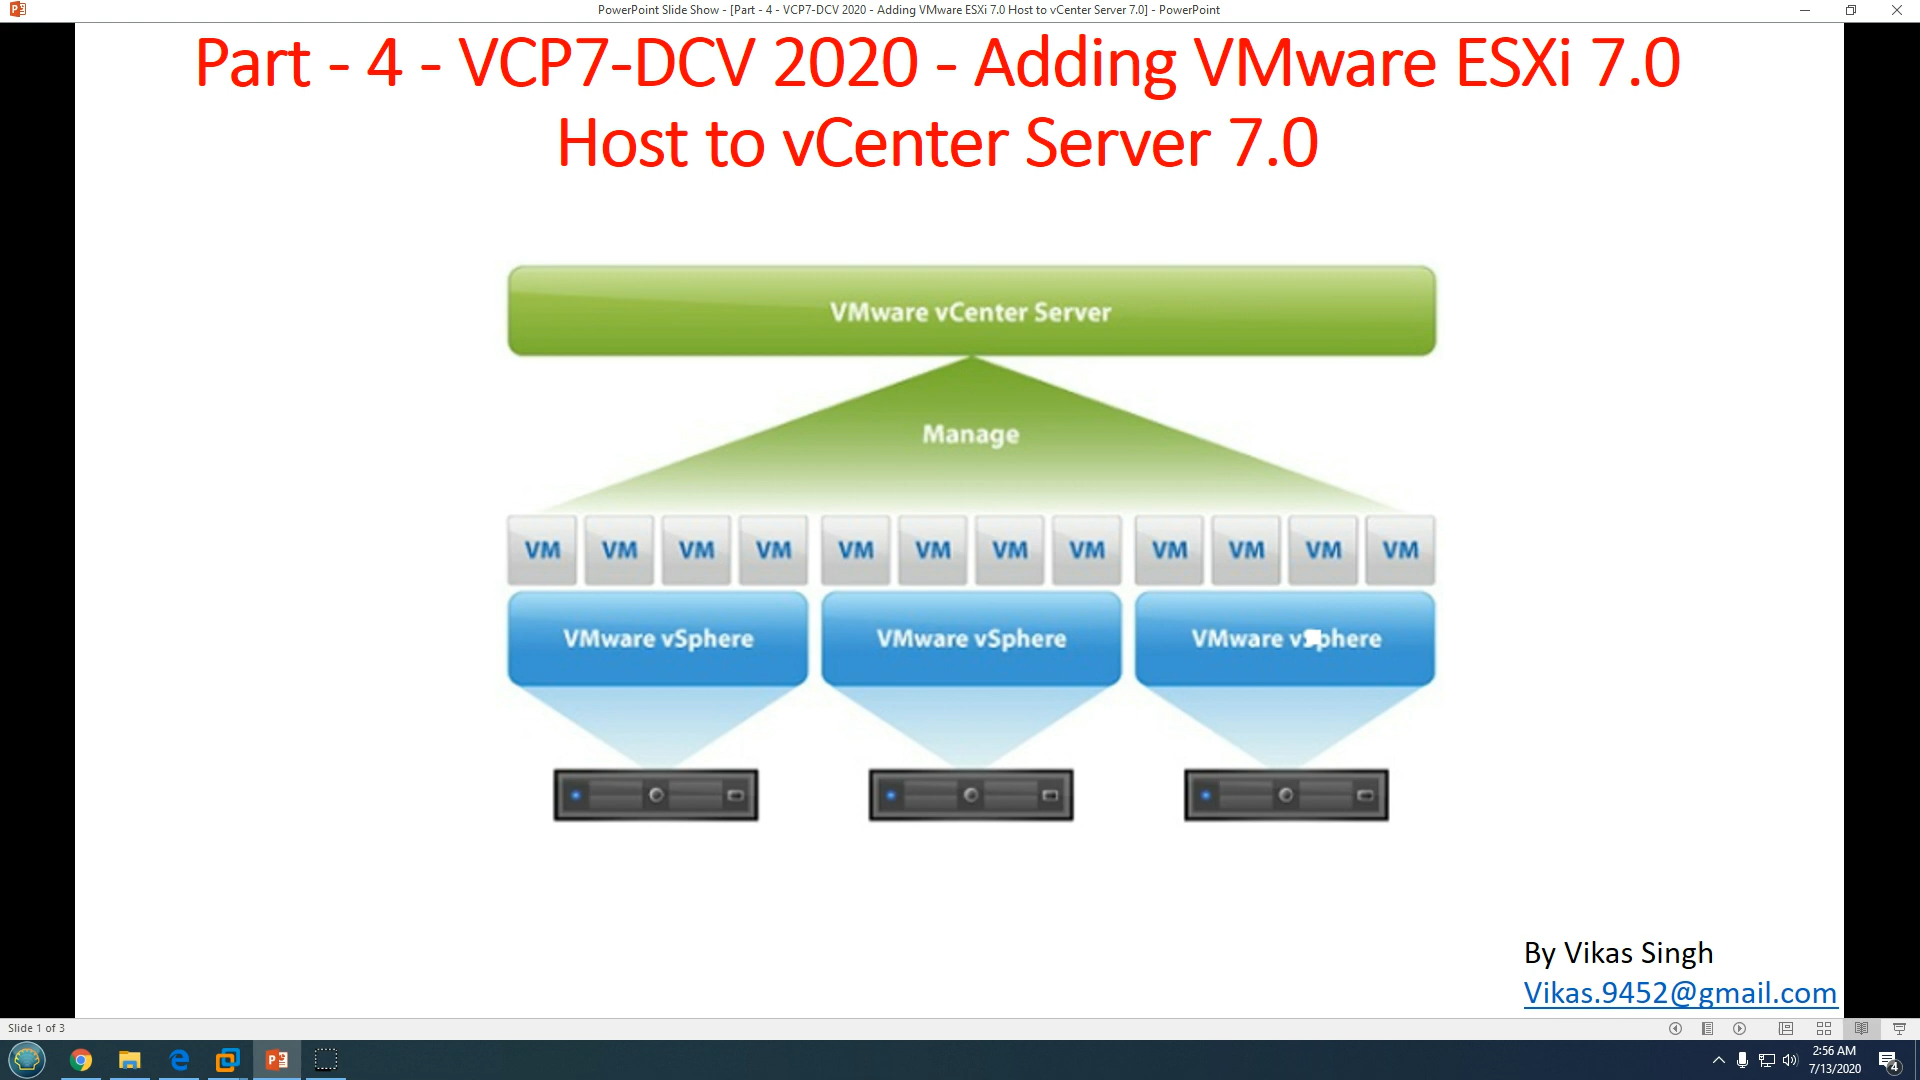 PowerPoint Slide Show - [Part - 4 - VCP7-DCV 2020 - Adding VMware ESXi 7.0 Host to vCenter Server 7.0] - PowerPoint
Part - 4 - VCP7-DCV 2020 - Adding VMware ESXi 7.0
Host to vCenter Server 7.0
VMware vCenter Server
Manage
VM VM VM VM VM VM VM VM VM VM VM VM
VMware vSphere VMware vSphere VMware vSphere
By Vikas Singh
Vikas.9452@gmail.com
Slide 1 of 3
2:56 AM
7/13/2020
4